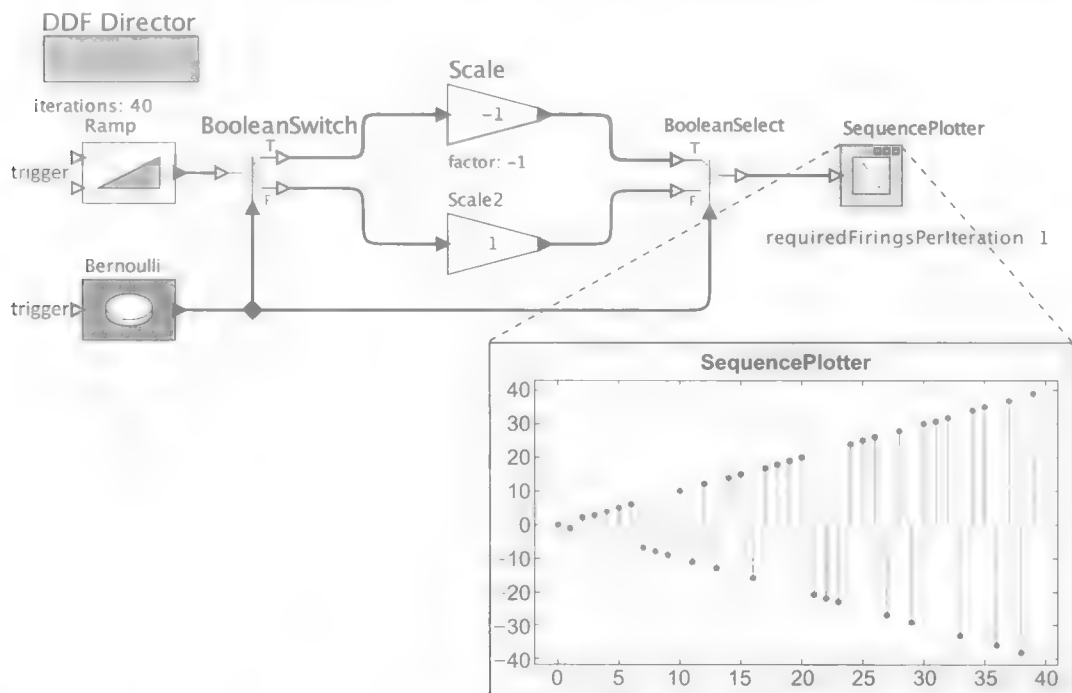 DDF Director
iterations: 40
Ramp
trigger
BooleanSwitch
T
F
Scale
-1
factor: -1
Scale2
1
BooleanSelect
T
F
SequencePlotter
requiredFiringsPerIteration 1
Bernoulli
trigger
SequencePlotter
40
30
20
10
0
−10
−20
−30
−40
0 5 10 15 20 25 30 35 40